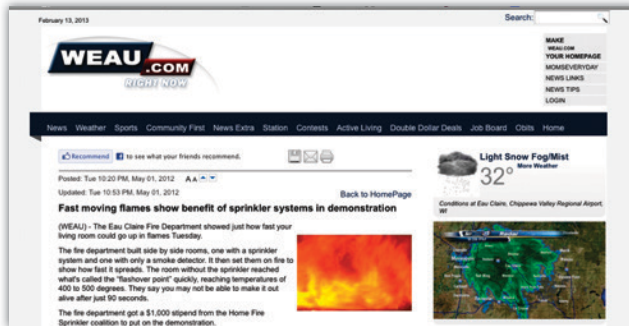 February 13, 2013
Search:
WEAU.COM
RIGHT NOW
MAKE
WEAU.COM
YOUR HOMEPAGE
MOMSEVERYDAY
NEWS LINKS
NEWS TIPS
LOGIN
News Weather Sports Community First News Extra Station Contests Active Living Double Dollar Deals Job Board Obits Home
Recommend to see what your friends recommend.
Posted: Tue 10:20 PM, May 01, 2012 A A
Updated: Tue 10:53 PM, May 01, 2012
Back to HomePage
Fast moving flames show benefit of sprinkler systems in demonstration
(WEAU) - The Eau Claire Fire Department showed just how fast your
living room could go up in flames Tuesday.
The fire department built side by side rooms, one with a sprinkler
system and one with only a smoke detector. It then set them on fire to
show how fast it spreads. The room without the sprinkler reached
what's called the "flashover point" quickly, reaching temperatures of
400 to 500 degrees. They say you may not be able to make it out
alive after just 90 seconds.
The fire department got a $1,000 stipend from the Home Fire
Sprinkler coalition to put on the demonstration.
Light Snow Fog/Mist
32°
More Weather
Conditions at Eau Claire, Chippewa Valley Regional Airport,
WI